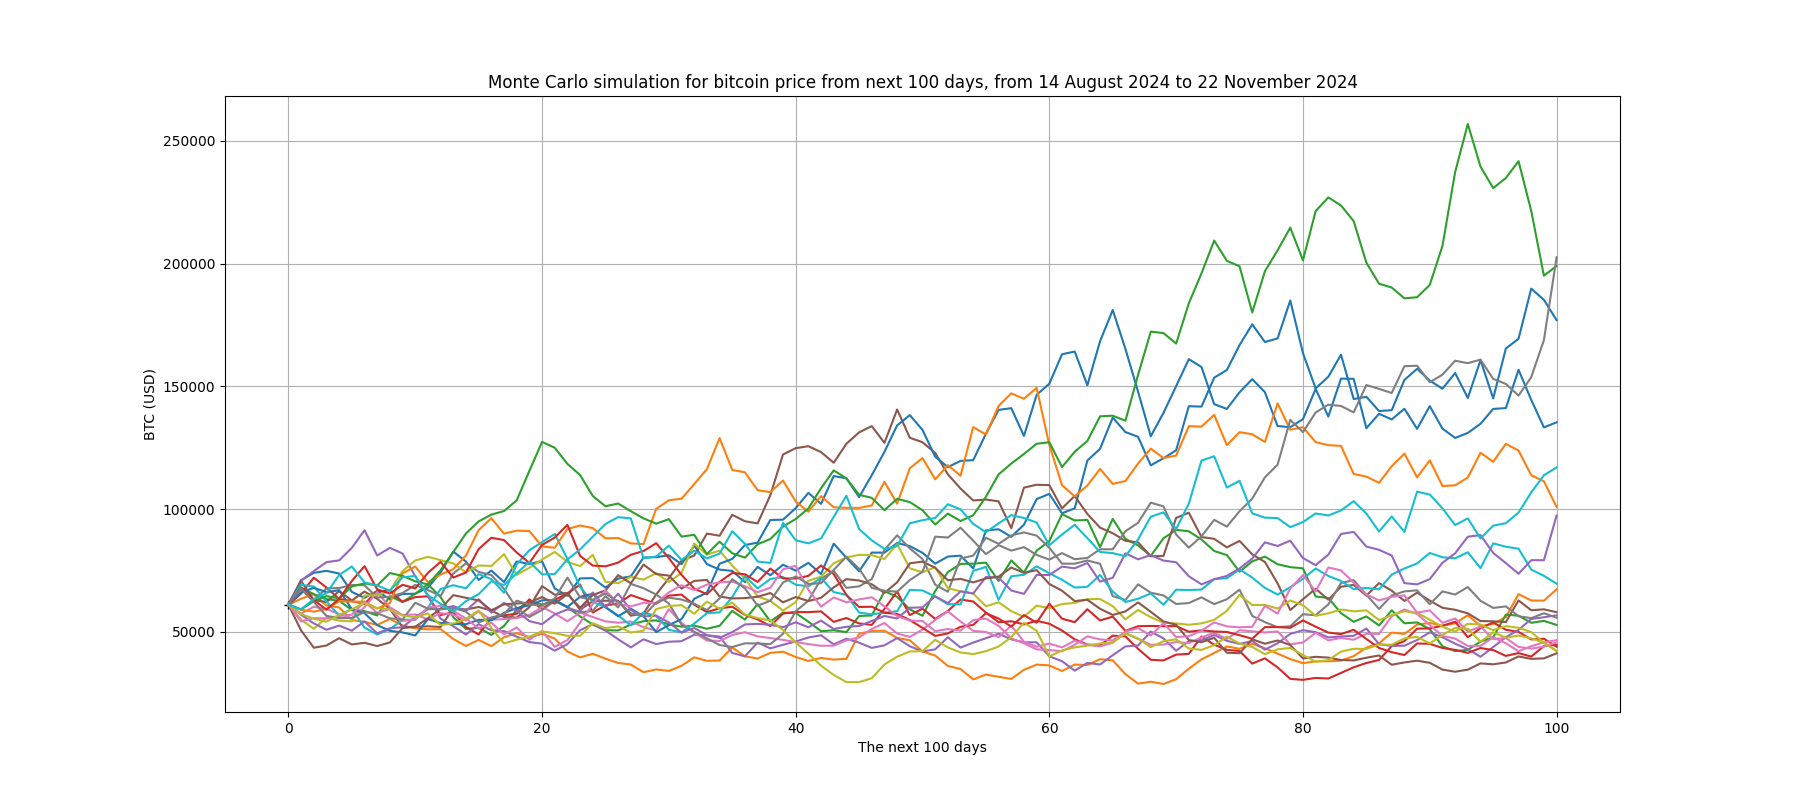 Monte Carlo simulation for bitcoin price from next 100 days, from 14 August 2024 to 22 November 2024
250000
200000
150000
100000
50000
BTC (USD)
0 20 40 60 80 100
The next 100 days